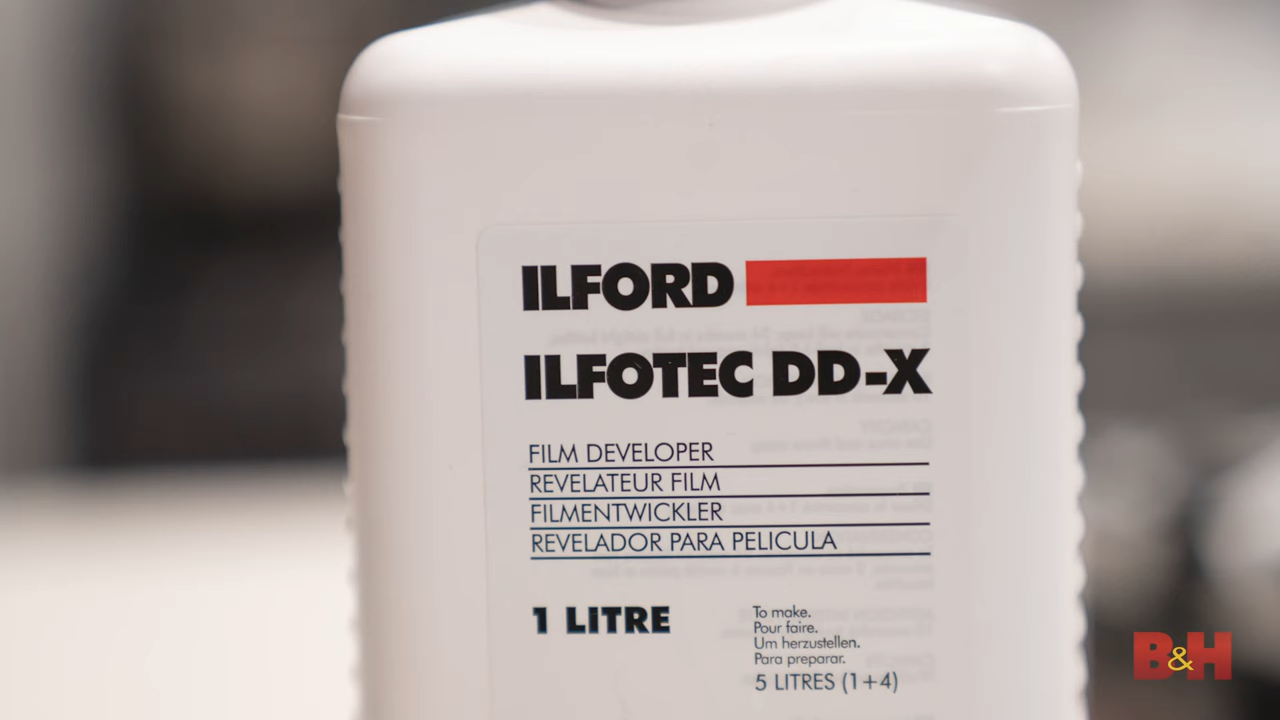 ILFORD
ILFOTEC DD-X
FILM DEVELOPER
REVELATEUR FILM
FILMENTWICKLER
REVELADOR PARA PELICULA
1 LITRE
To make.
Pour faire.
Um herzustellen.
Para preparar.
5 LITRES (1+4)
B&H